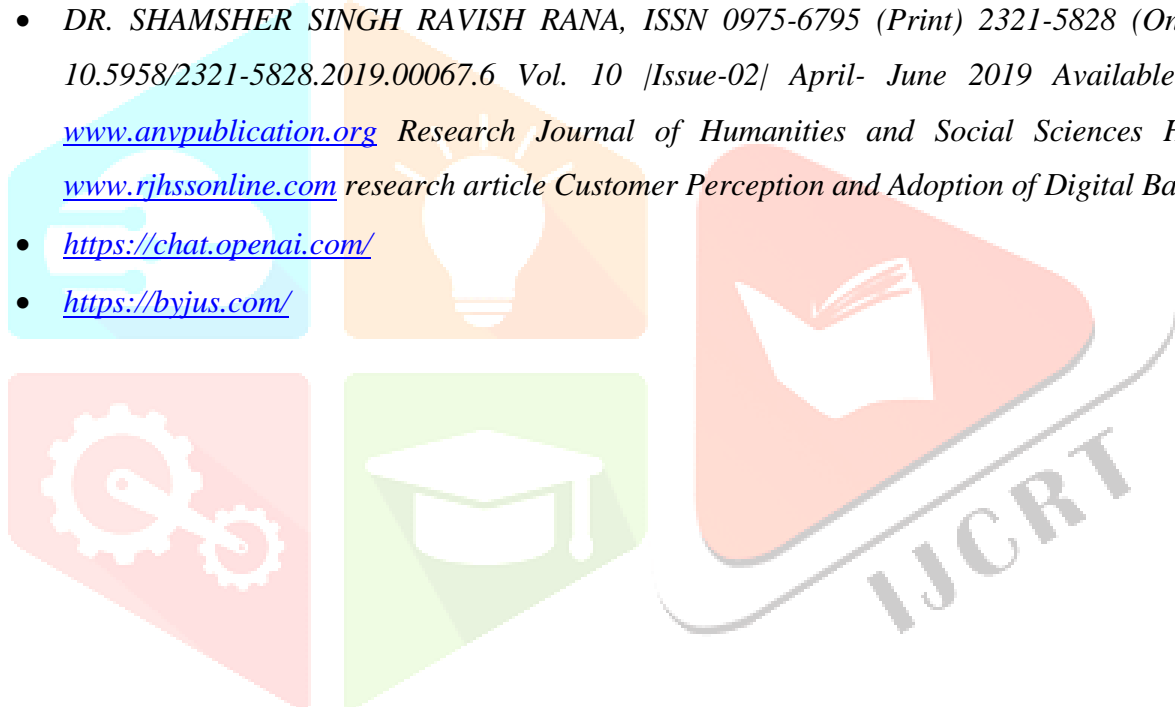 • DR. SHAMSHER SINGH RAVISH RANA, ISSN 0975-6795 (Print) 2321-5828
10.5958/2321-5828.2019.00067.6 Vol. 10 |Issue-02| April- June 2019 Available
www.anvpublication.org Research Journal of Humanities and Social Sciences
www.rjhssonline.com research article Customer Perception and Adoption of Digital
• https://chat.openai.com/
• https://byjus.com/
IJCRT